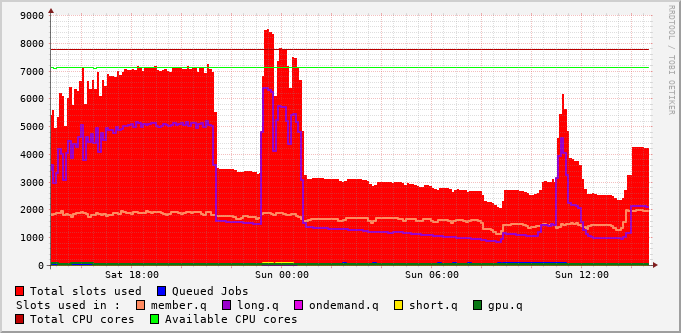 RRDTOOL / TOBI OETIKER
9000
8000
7000
6000
5000
4000
3000
2000
1000
0
Sat 18:00 Sun 00:00 Sun 06:00 Sun 12:00
Total slots used Queued Jobs
Slots used in : member.q long.q ondemand.q short.q gpu.q
Total CPU cores Available CPU cores